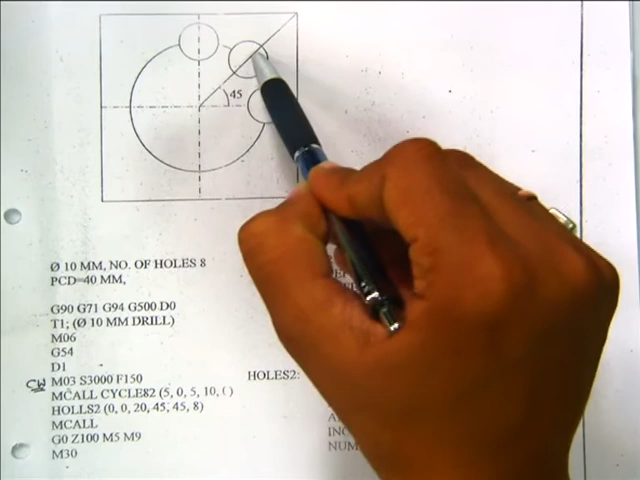 45
Ø 10 MM, NO. OF HOLES 8
PCD=40 MM,
G90 G71 G94 G500 D0
T1; (Ø 10 MM DRILL)
M06
G54
D1
CW M03 S3000 F150 HOLES2:
MCALL CYCLE82 (5, 0, 5, 10, ( )
HOLLS2 (0, 0, 20, 45, 45, 8)
MCALL
G0 Z100 M5 M9
M30